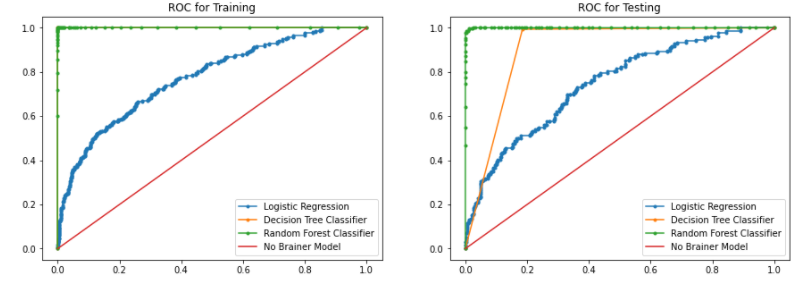 ROC for Training
1.0
0.8
0.6
0.4
0.2
0.0
0.0 0.2 0.4 0.6 0.8 1.0
Logistic Regression
Decision Tree Classifier
Random Forest Classifier
No Brainer Model
ROC for Testing
1.0
0.8
0.6
0.4
0.2
0.0
0.0 0.2 0.4 0.6 0.8 1.0
Logistic Regression
Decision Tree Classifier
Random Forest Classifier
No Brainer Model